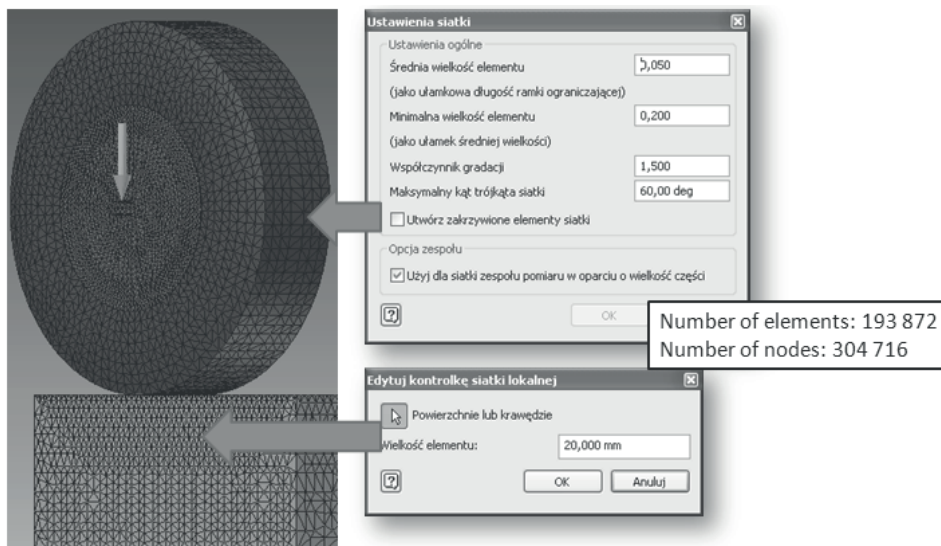 Ustawienia siatki
Ustawienia ogólne
Średnia wielkość elementu
0,050
(jako ułamkowa długość ramki ograniczającej)
Minimalna wielkość elementu
0,200
(jako ułamek średniej wielkości)
Współczynnik gradacji
1,500
Maksymalny kąt trójkąta siatki
60,00 deg
Utwórz zakrzywione elementy siatki
Opcja zespołu
Użyj dla siatki zespołu pomiaru w oparciu o wielkość części
OK
Number of elements: 193 872
Number of nodes: 304 716
Edytuj kontrolkę siatki lokalnej
Powierzchnie lub krawędzie
Wielkość elementu:
20,000 mm
OK
Anuluj